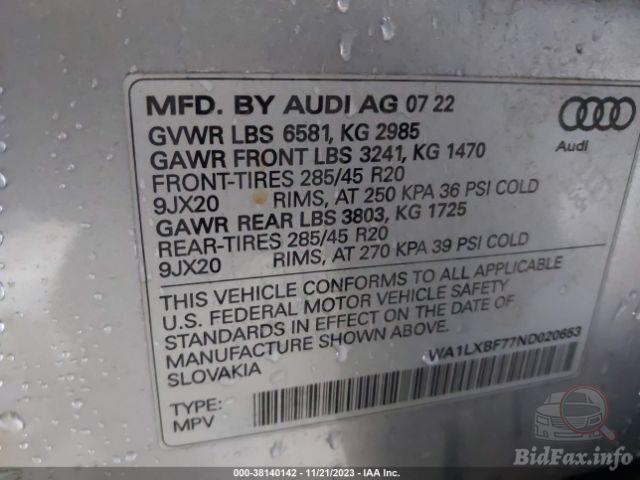 MFD. BY AUDI AG 07 22
GVWR LBS 6581, KG 2985
GAWR FRONT LBS 3241, KG 1470
FRONT-TIRES 285/45 R20
9JX20 RIMS, AT 250 KPA 36 PSI COLD
GAWR REAR LBS 3803, KG 1725
REAR-TIRES 285/45 R20
9JX20 RIMS, AT 270 KPA 39 PSI COLD
Audi
THIS VEHICLE CONFORMS TO ALL APPLICABLE
U.S. FEDERAL MOTOR VEHICLE SAFETY
STANDARDS IN EFFECT ON THE DATE OF
MANUFACTURE SHOWN ABOVE.
SLOVAKIA
WA1LXBF77ND020653
TYPE:
MPV
BidFax.info
000-38140142 - 11/21/2023 - IAA Inc.